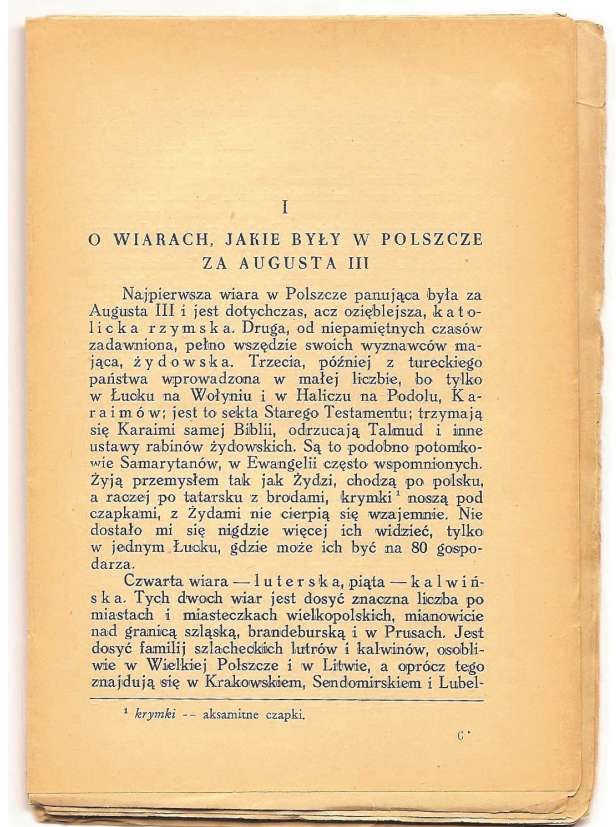 I
O WIARACH, JAKIE BYŁY W POLSZCZE
ZA AUGUSTA III
Najpierwsza wiara w Polszcze panująca była za
Augusta III i jest dotychczas, acz oziębłejsza, k a t o-
l i c k a r z y m s k a. Druga, od niepamiętnych czasów
zadawniona, pełno wszędzie swoich wyznawców ma-
jąca, ż y d o w s k a. Trzecia, później z tureckiego
państwa wprowadzona w małej liczbie, bo tylko
w Łucku na Wołyniu i w Haliczu na Podolu, K a-
r a i m ó w; jest to sekta Starego Testamentu; trzymają
się Karaimi samej Biblii, odrzucają Talmud i inne
ustawy rabinów żydowskich. Są to podobno potomko-
wie Samarytanów, w Ewangelii często wspomnionych.
Żyją przemysłem tak jak Żydzi, chodzą po polsku,
a raczej po tatarsku z brodami, krymki ¹ noszą pod
czapkami, z Żydami nie cierpią się wzajemnie. Nie
dostało mi się nigdzie więcej ich widzieć, tylko
w jednym Łucku, gdzie może ich być na 80 gospo-
darza.
Czwarta wiara — l u t e r s k a, piąta — k a l w i ń-
s k a. Tych dwoch wiar jest dosyć znaczna liczba po
miastach i miasteczkach wielkopolskich, mianowicie
nad granicą szląską, brandeburską i w Prusach. Jest
dosyć familij szlacheckich lutrów i kalwinów, osobli-
wie w Wielkiej Polszcze i w Litwie, a oprócz tego
znajdują się w Krakowskiem, Sendomirskiem i Lubel-
¹ krymki -- aksamitne czapki.